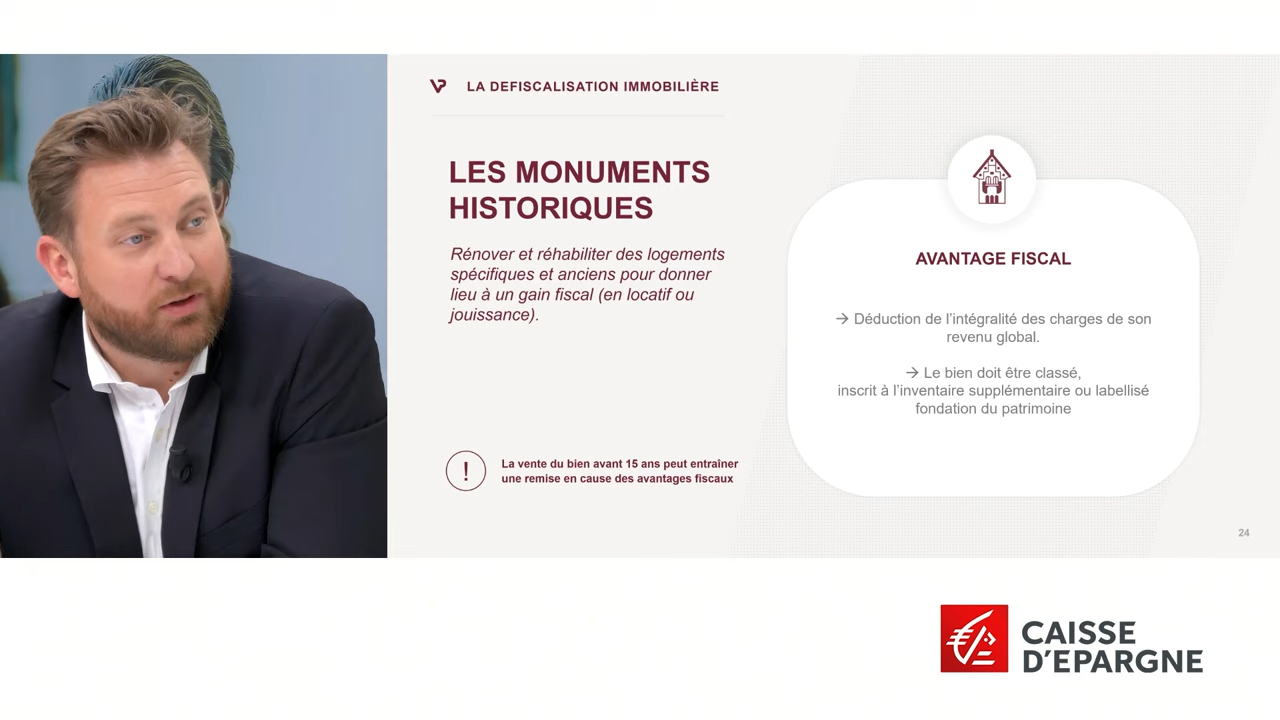 LA DEFISCALISATION IMMOBILIÈRE
LES MONUMENTS
HISTORIQUES
Rénover et réhabiliter des logements
spécifiques et anciens pour donner
lieu à un gain fiscal (en locatif ou
jouissance).
!
La vente du bien avant 15 ans peut entraîner
une remise en cause des avantages fiscaux
AVANTAGE FISCAL
→ Déduction de l’intégralité des charges de son
revenu global.
→ Le bien doit être classé,
inscrit à l’inventaire supplémentaire ou labellisé
fondation du patrimoine
24
CAISSE
D’EPARGNE